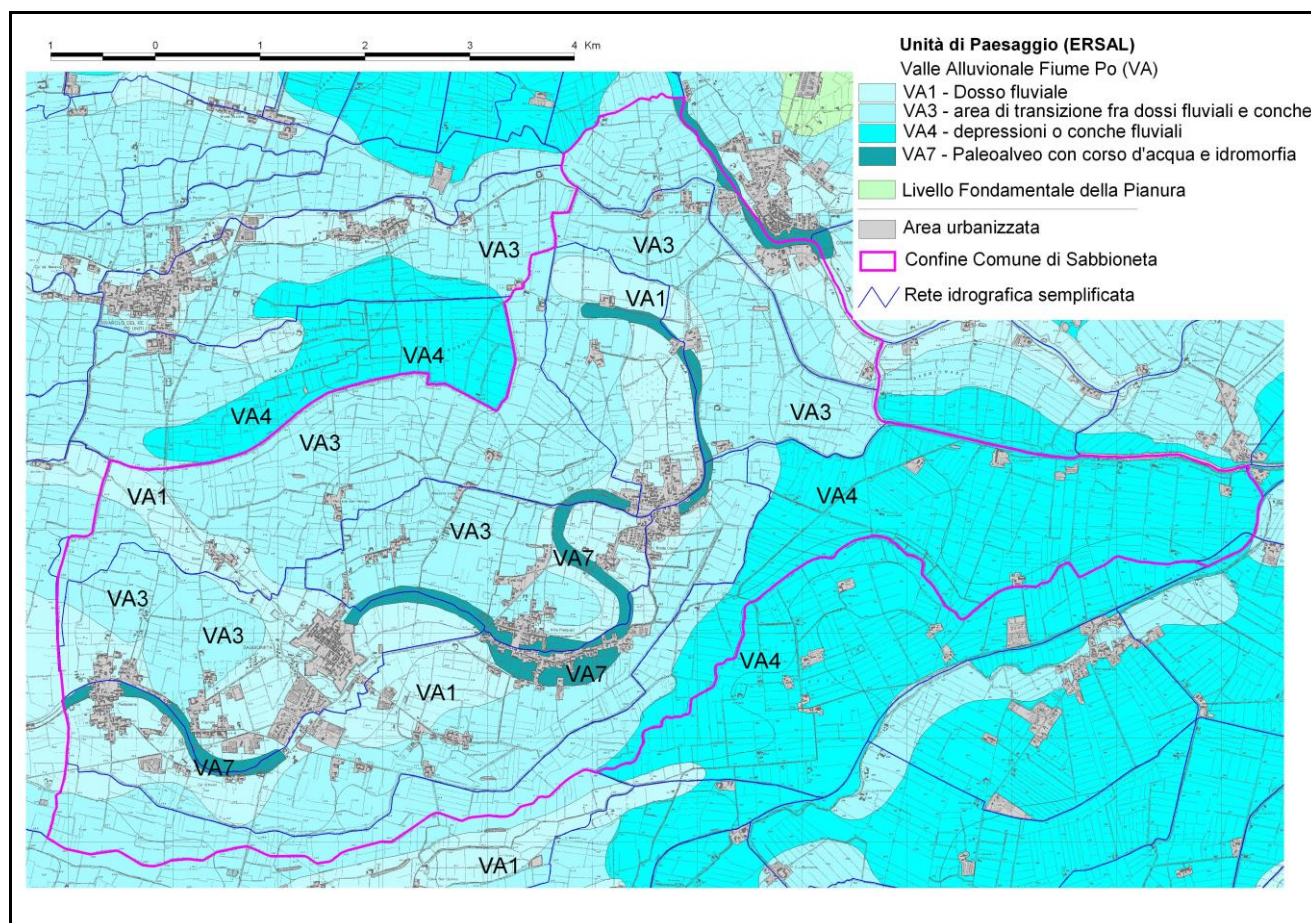 1 0 1 2 3 4 Km
Unità di Paesaggio (ERSAL)
Valle Alluvionale Fiume Po (VA)
VA1 - Dosso fluviale
VA3 - area di transizione fra dossi fluviali e conche
VA4 - depressioni o conche fluviali
VA7 - Paleoalveo con corso d'acqua e idromorfia
Livello Fondamentale della Pianura
Area urbanizzata
Confine Comune di Sabbioneta
Rete idrografica semplificata
VA3
VA3
VA1
VA4
VA4
VA3
VA3
VA1
VA4
VA3
VA7
VA3
VA3
SABBIONETA
VA4
VA7
VA1
VA7
VA1